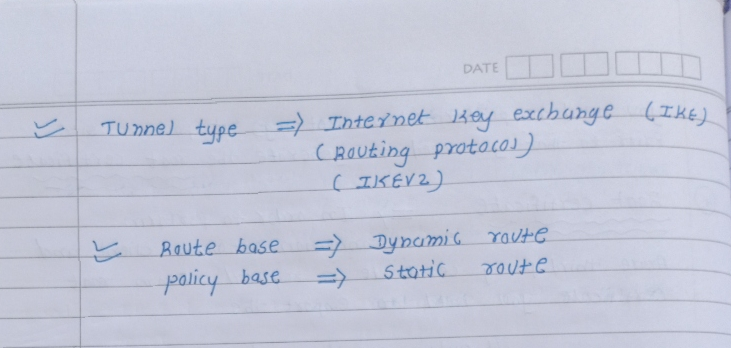 DATE
Tunnel type => Internet key exchange (IKE)
(Routing protocol)
(IKEV2)
Route base => Dynamic route
policy base => Static route